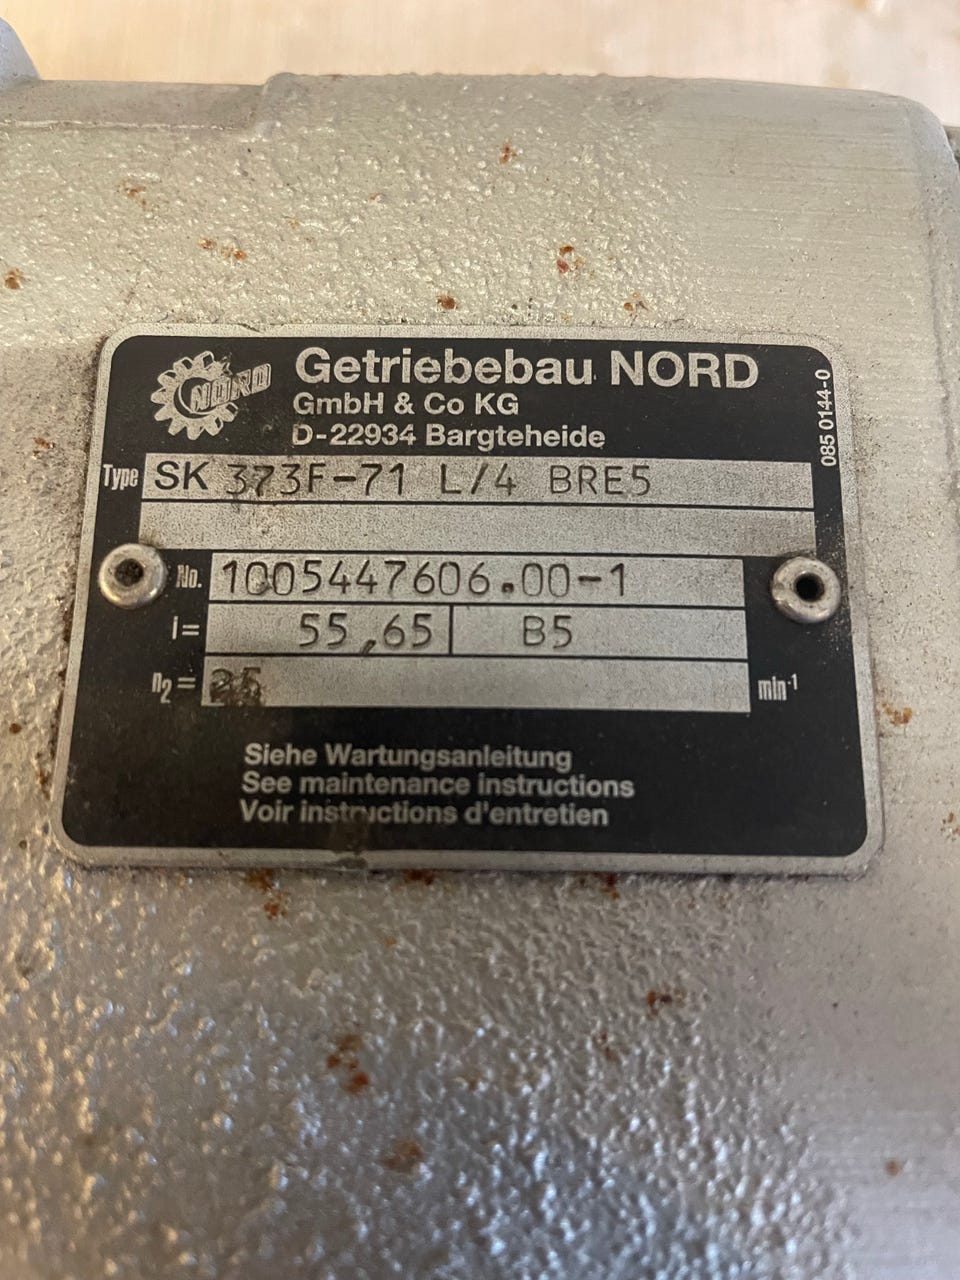 NORD
Getriebebau NORD
GmbH & Co KG
D-22934 Bargteheide
085 0144-0
Type SK 373F-71 L/4 BRE5
No. 1005447606.00-1
i= 55,65 B5
n2= 25 min-1
Siehe Wartungsanleitung
See maintenance instructions
Voir instructions d'entretien